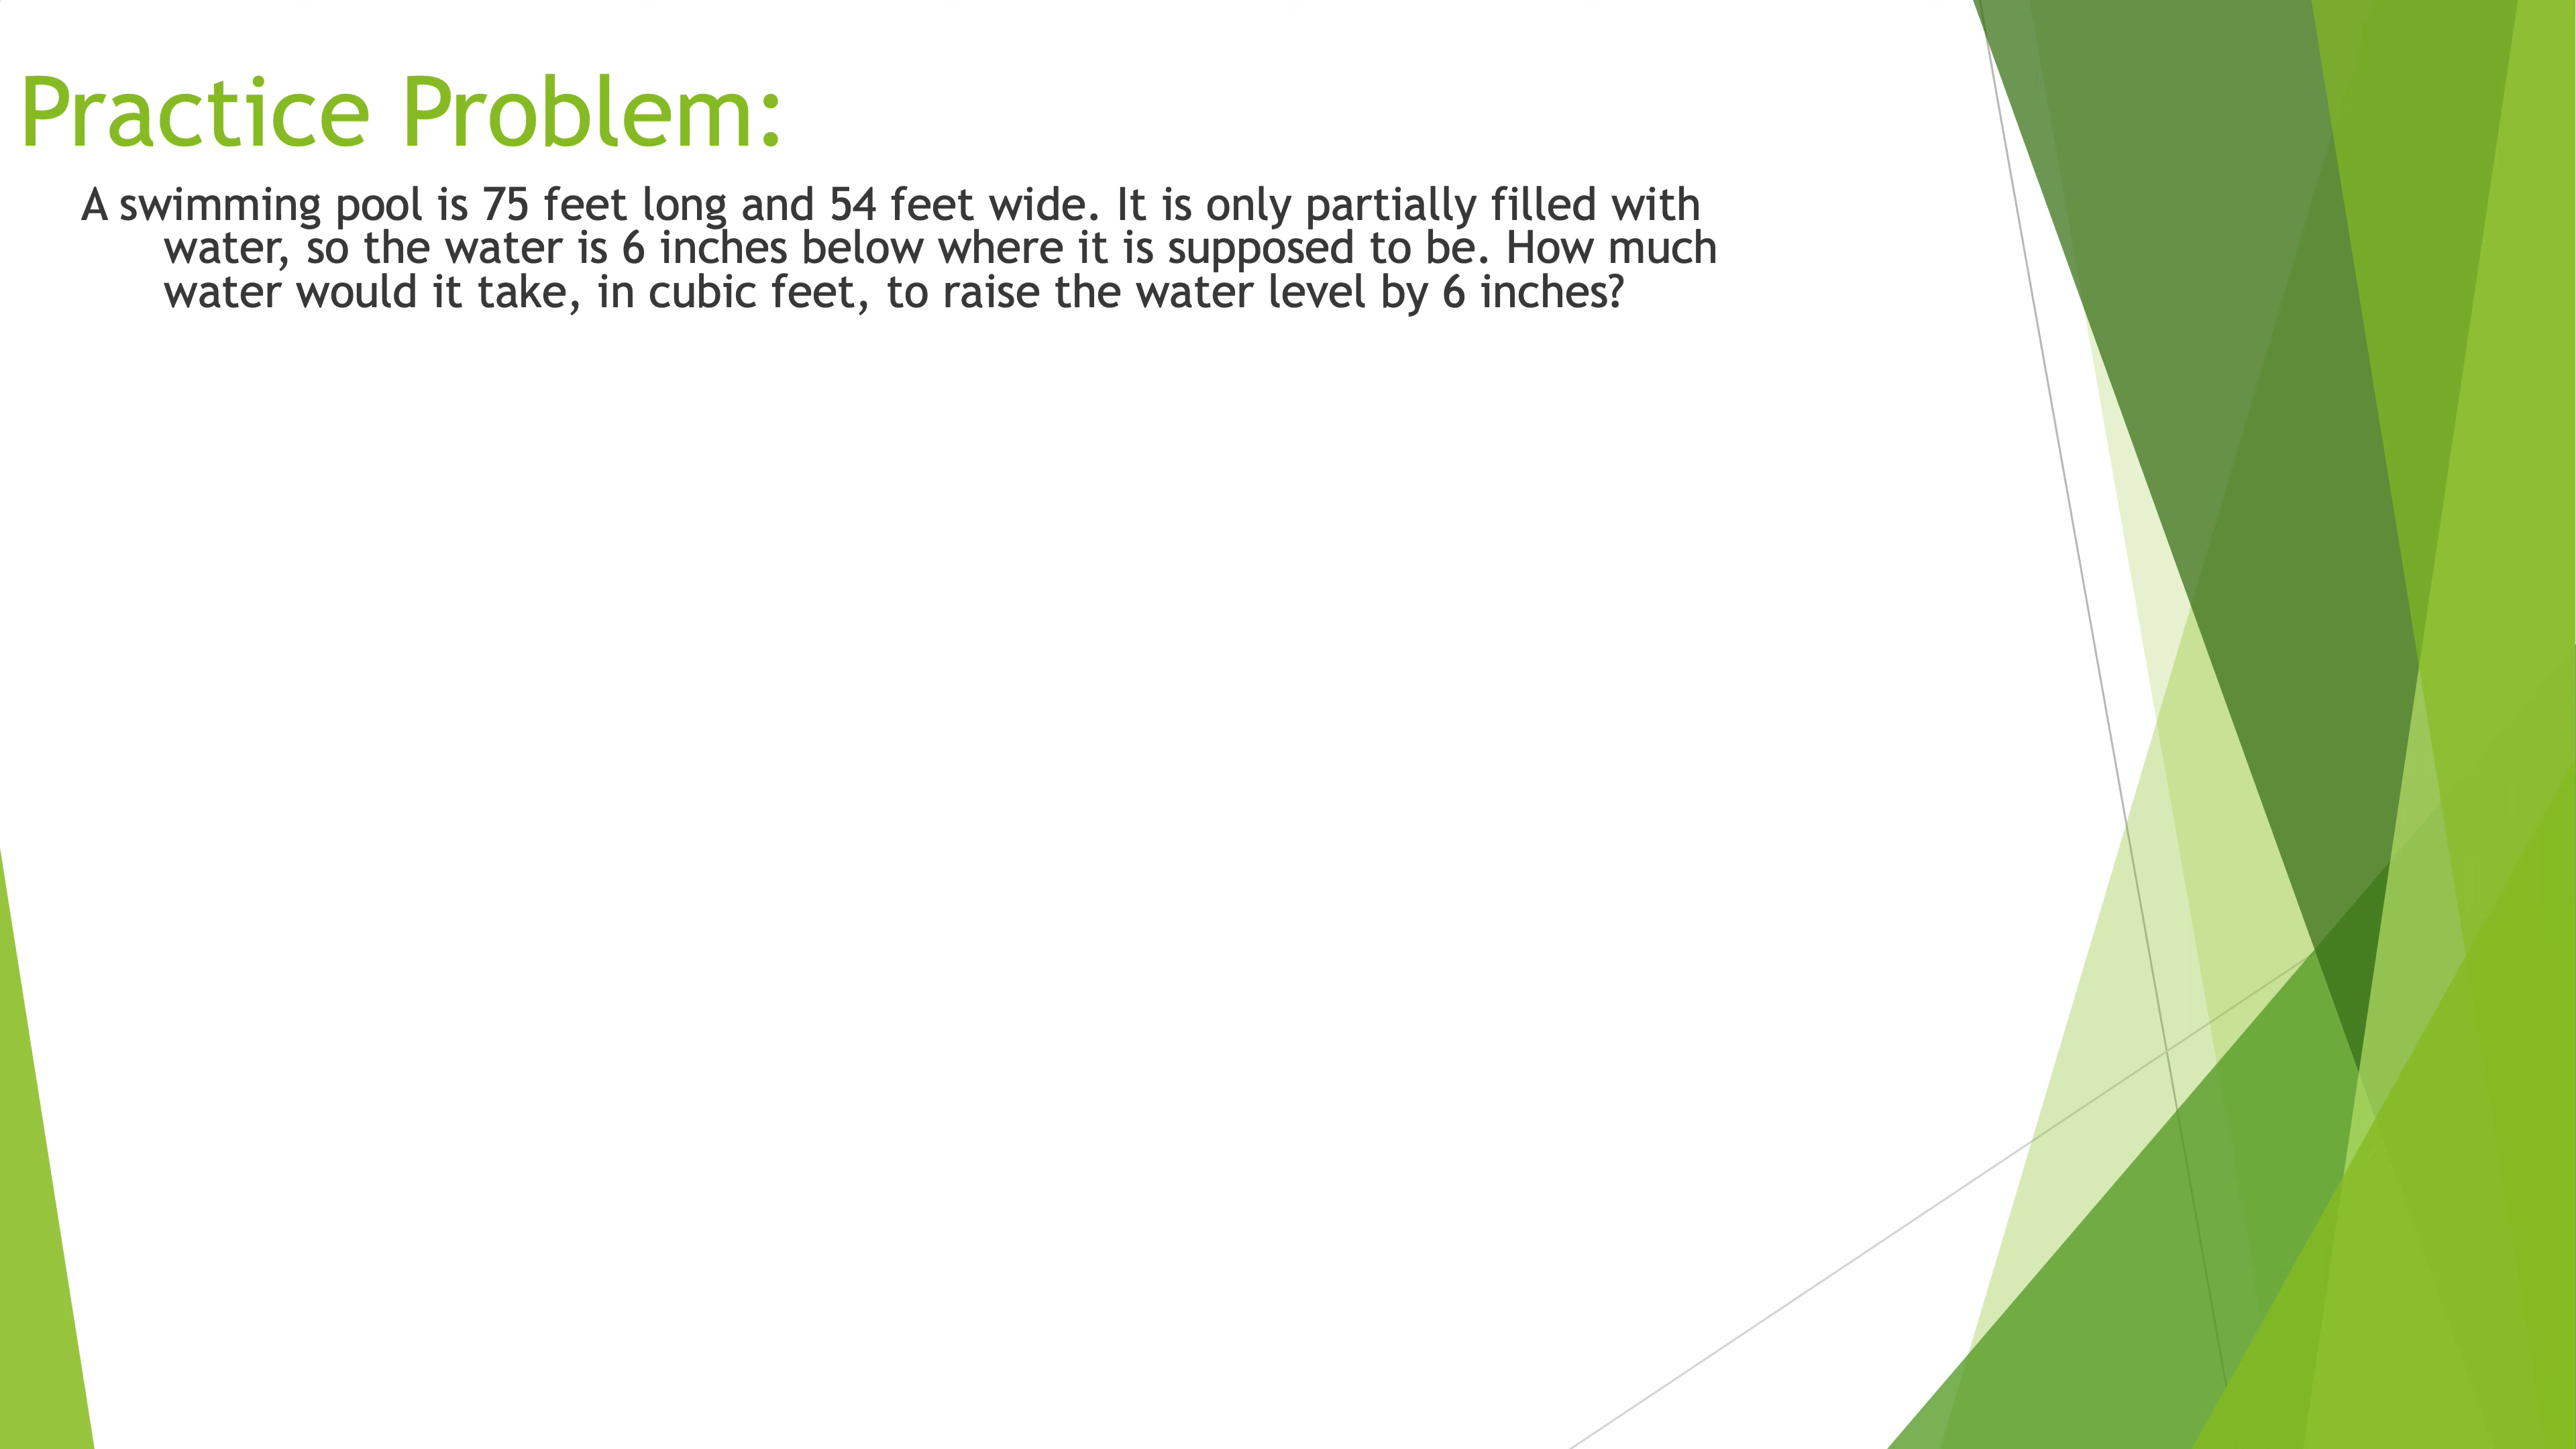 Practice Problem:
A swimming pool is 75 feet long and 54 feet wide. It is only partially filled with
water, so the water is 6 inches below where it is supposed to be. How much
water would it take, in cubic feet, to raise the water level by 6 inches?